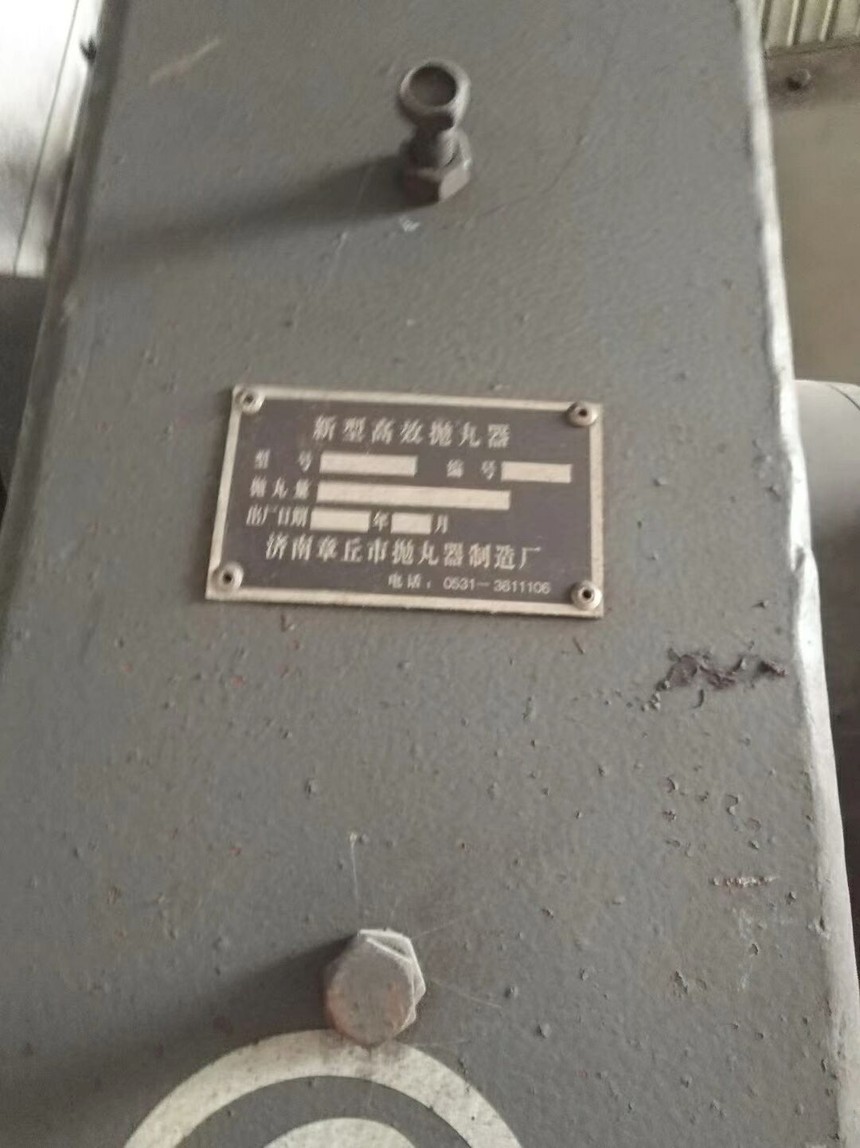 新型高效抛丸器
型 号 编 号
抛丸量
出厂日期 年 月
济南章丘市抛丸器制造厂
电话：0531－3611106